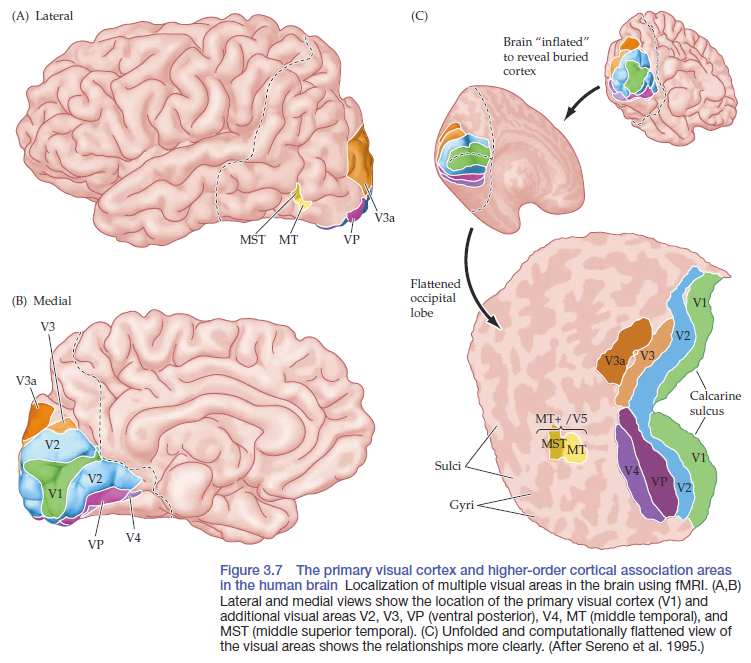 (A) Lateral
MST
MT
VP
V3a
(B) Medial
V3
V3a
V2
V1
V2
VP
V4
(C)
Brain “inflated”
to reveal buried
cortex
Flattened
occipital
lobe
V1
V2
V3
V3a
Calcarine
sulcus
MT+ /V5
MST
MT
V4
VP
V2
V1
Sulci
Gyri
Figure 3.7 The primary visual cortex and higher-order cortical association areas
in the human brain Localization of multiple visual areas in the brain using fMRI. (A,B)
Lateral and medial views show the location of the primary visual cortex (V1) and
additional visual areas V2, V3, VP (ventral posterior), V4, MT (middle temporal), and
MST (middle superior temporal). (C) Unfolded and computationally flattened view of
the visual areas shows the relationships more clearly. (After Sereno et al. 1995.)